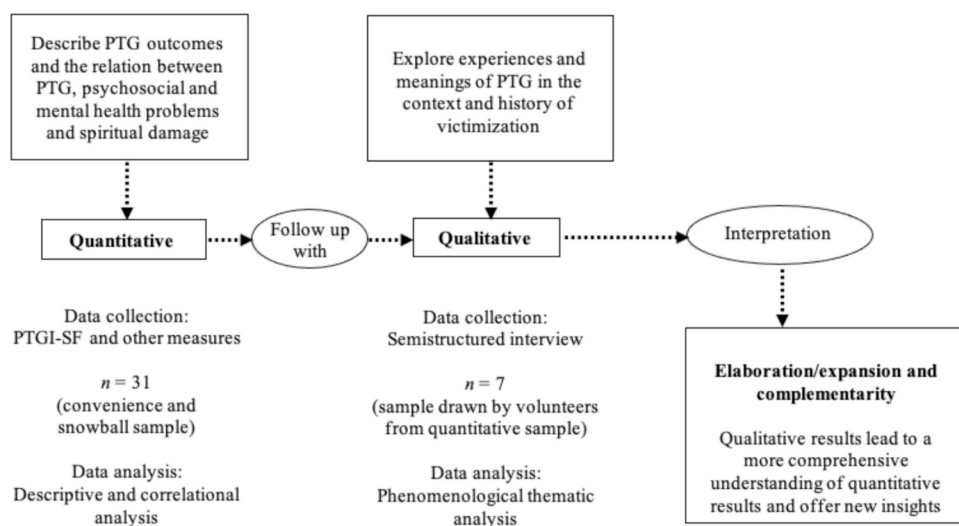 Describe PTG outcomes
and the relation between
PTG, psychosocial and
mental health problems
and spiritual damage
Explore experiences and
meanings of PTG in the
context and history of
victimization
Quantitative
Follow up
with
Qualitative
Interpretation
Data collection:
PTGI-SF and other measures
n = 31
(convenience and
snowball sample)
Data analysis:
Descriptive and correlational
analysis
Data collection:
Semistructured interview
n = 7
(sample drawn by volunteers
from quantitative sample)
Data analysis:
Phenomenological thematic
analysis
Elaboration/expansion and
complementarity
Qualitative results lead to a
more comprehensive
understanding of quantitative
results and offer new insights